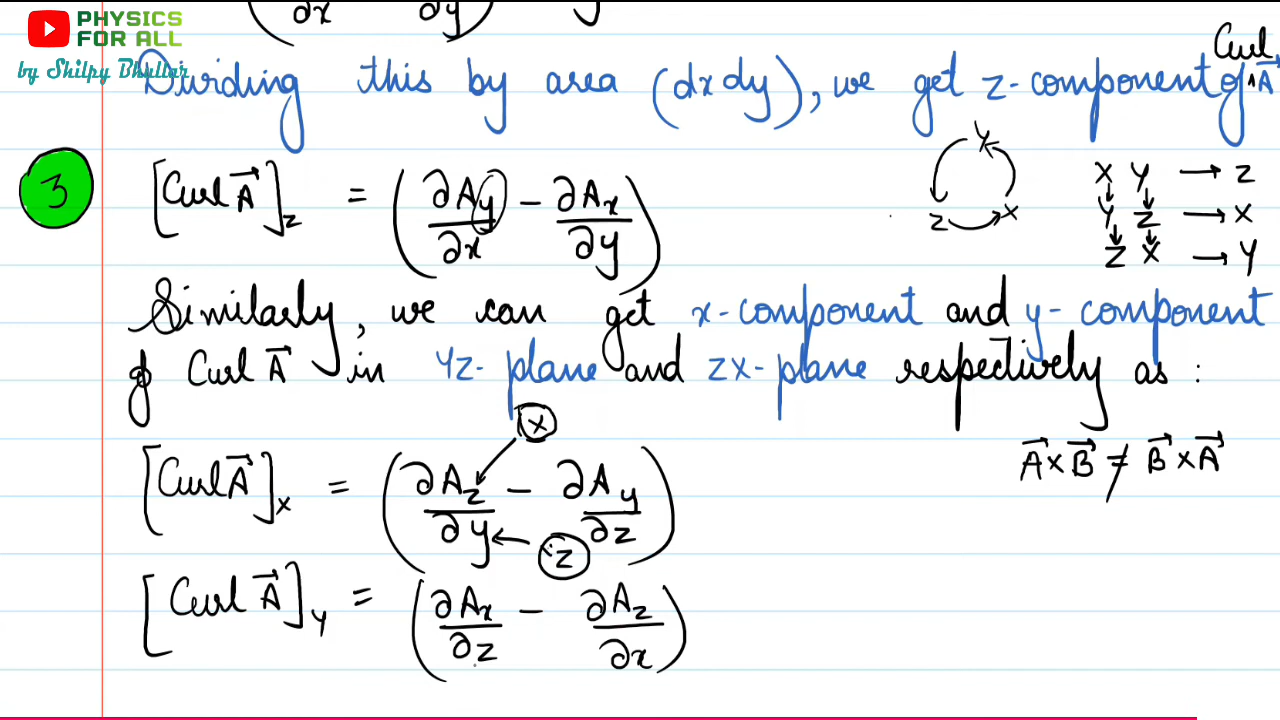 PHYSICS
FOR ALL
by Shilpy Bhullar
∂x ∂y
Dividing this by area (dxdy), we get z-component of Curl A⃗
3
[Curl A⃗]z = (∂Ay/∂x − ∂Ax/∂y)
Y
Z X
X Y → Z
Y Z → X
Z X → Y
Similarly, we can get x-component and y-component
of Curl A⃗ in YZ-plane and ZX-plane respectively as :
A⃗ × B⃗ ≠ B⃗ × A⃗
x
[Curl A⃗]x = (∂Az/∂y − ∂Ay/∂z)
z
[Curl A⃗]y = (∂Ax/∂z − ∂Az/∂x)